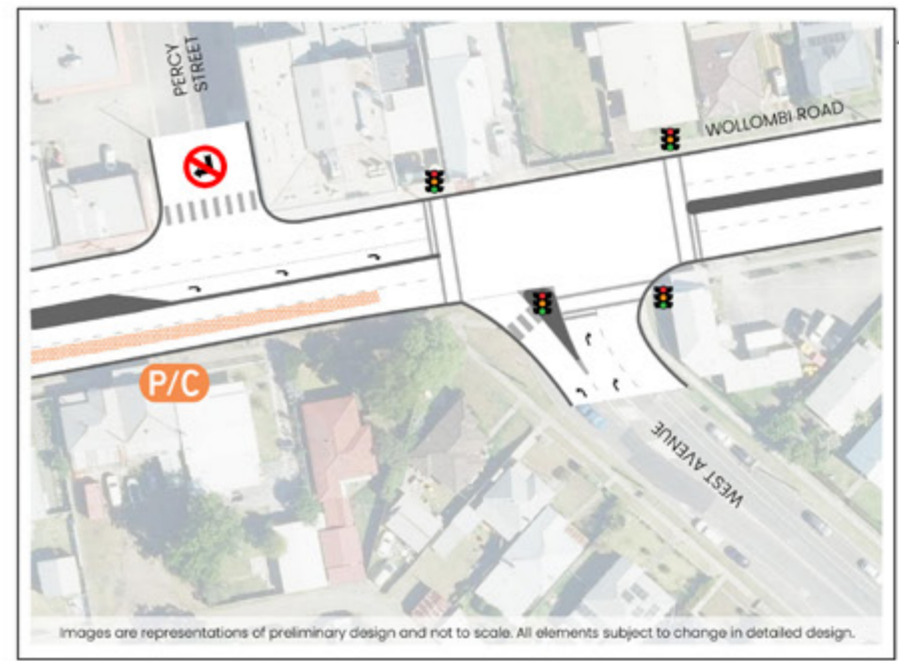 PERCY
STREET
WOLLOMBI ROAD
P/C
WEST AVENUE
Images are representations of preliminary design and not to scale. All elements subject to change in detailed design.